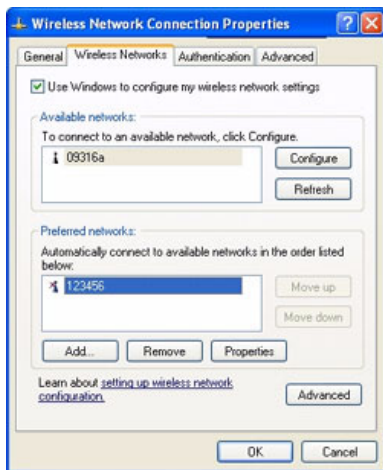 Wireless Network Connection Properties
General Wireless Networks Authentication Advanced
Use Windows to configure my wireless network settings
Available networks:
To connect to an available network, click Configure.
09316a
Configure
Refresh
Preferred networks:
Automatically connect to available networks in the order listed
below:
123456
Move up
Move down
Add... Remove Properties
Learn about setting up wireless network
configuration.
Advanced
OK Cancel